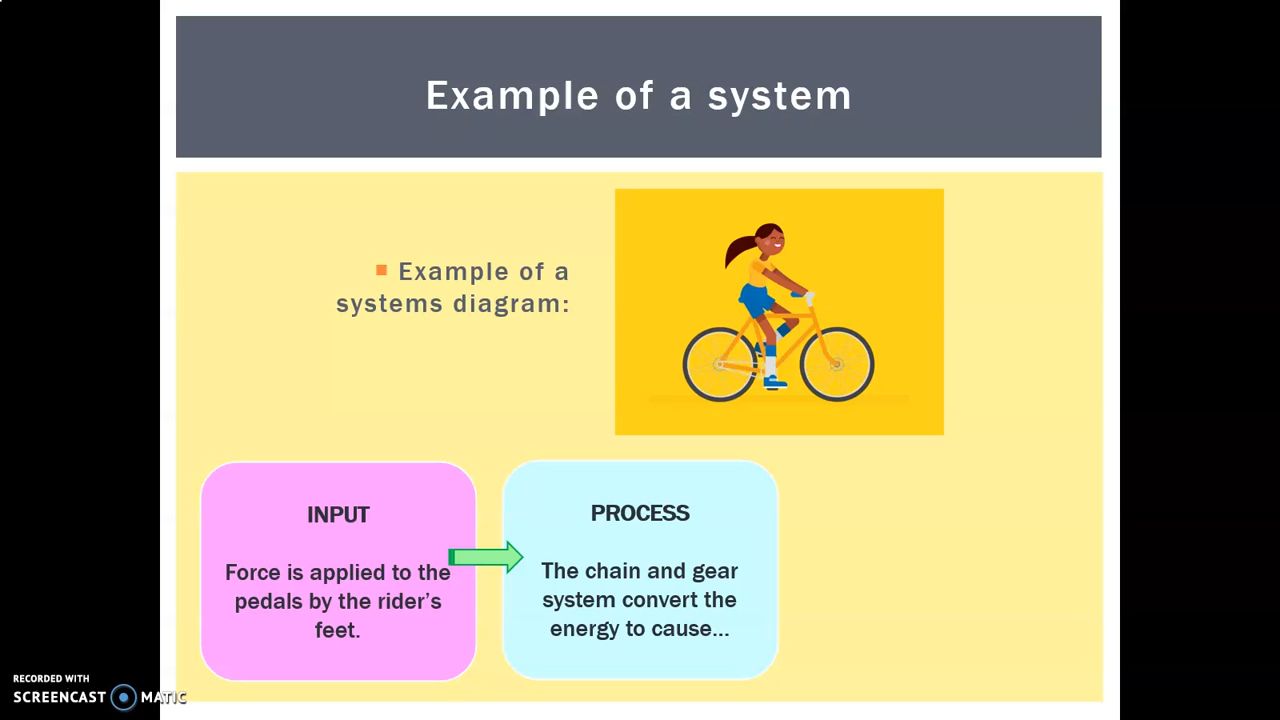 Example of a system
Example of a
systems diagram:
INPUT
Force is applied to the
pedals by the rider's
feet.
PROCESS
The chain and gear
system convert the
energy to cause...
RECORDED WITH
SCREENCAST MATIC